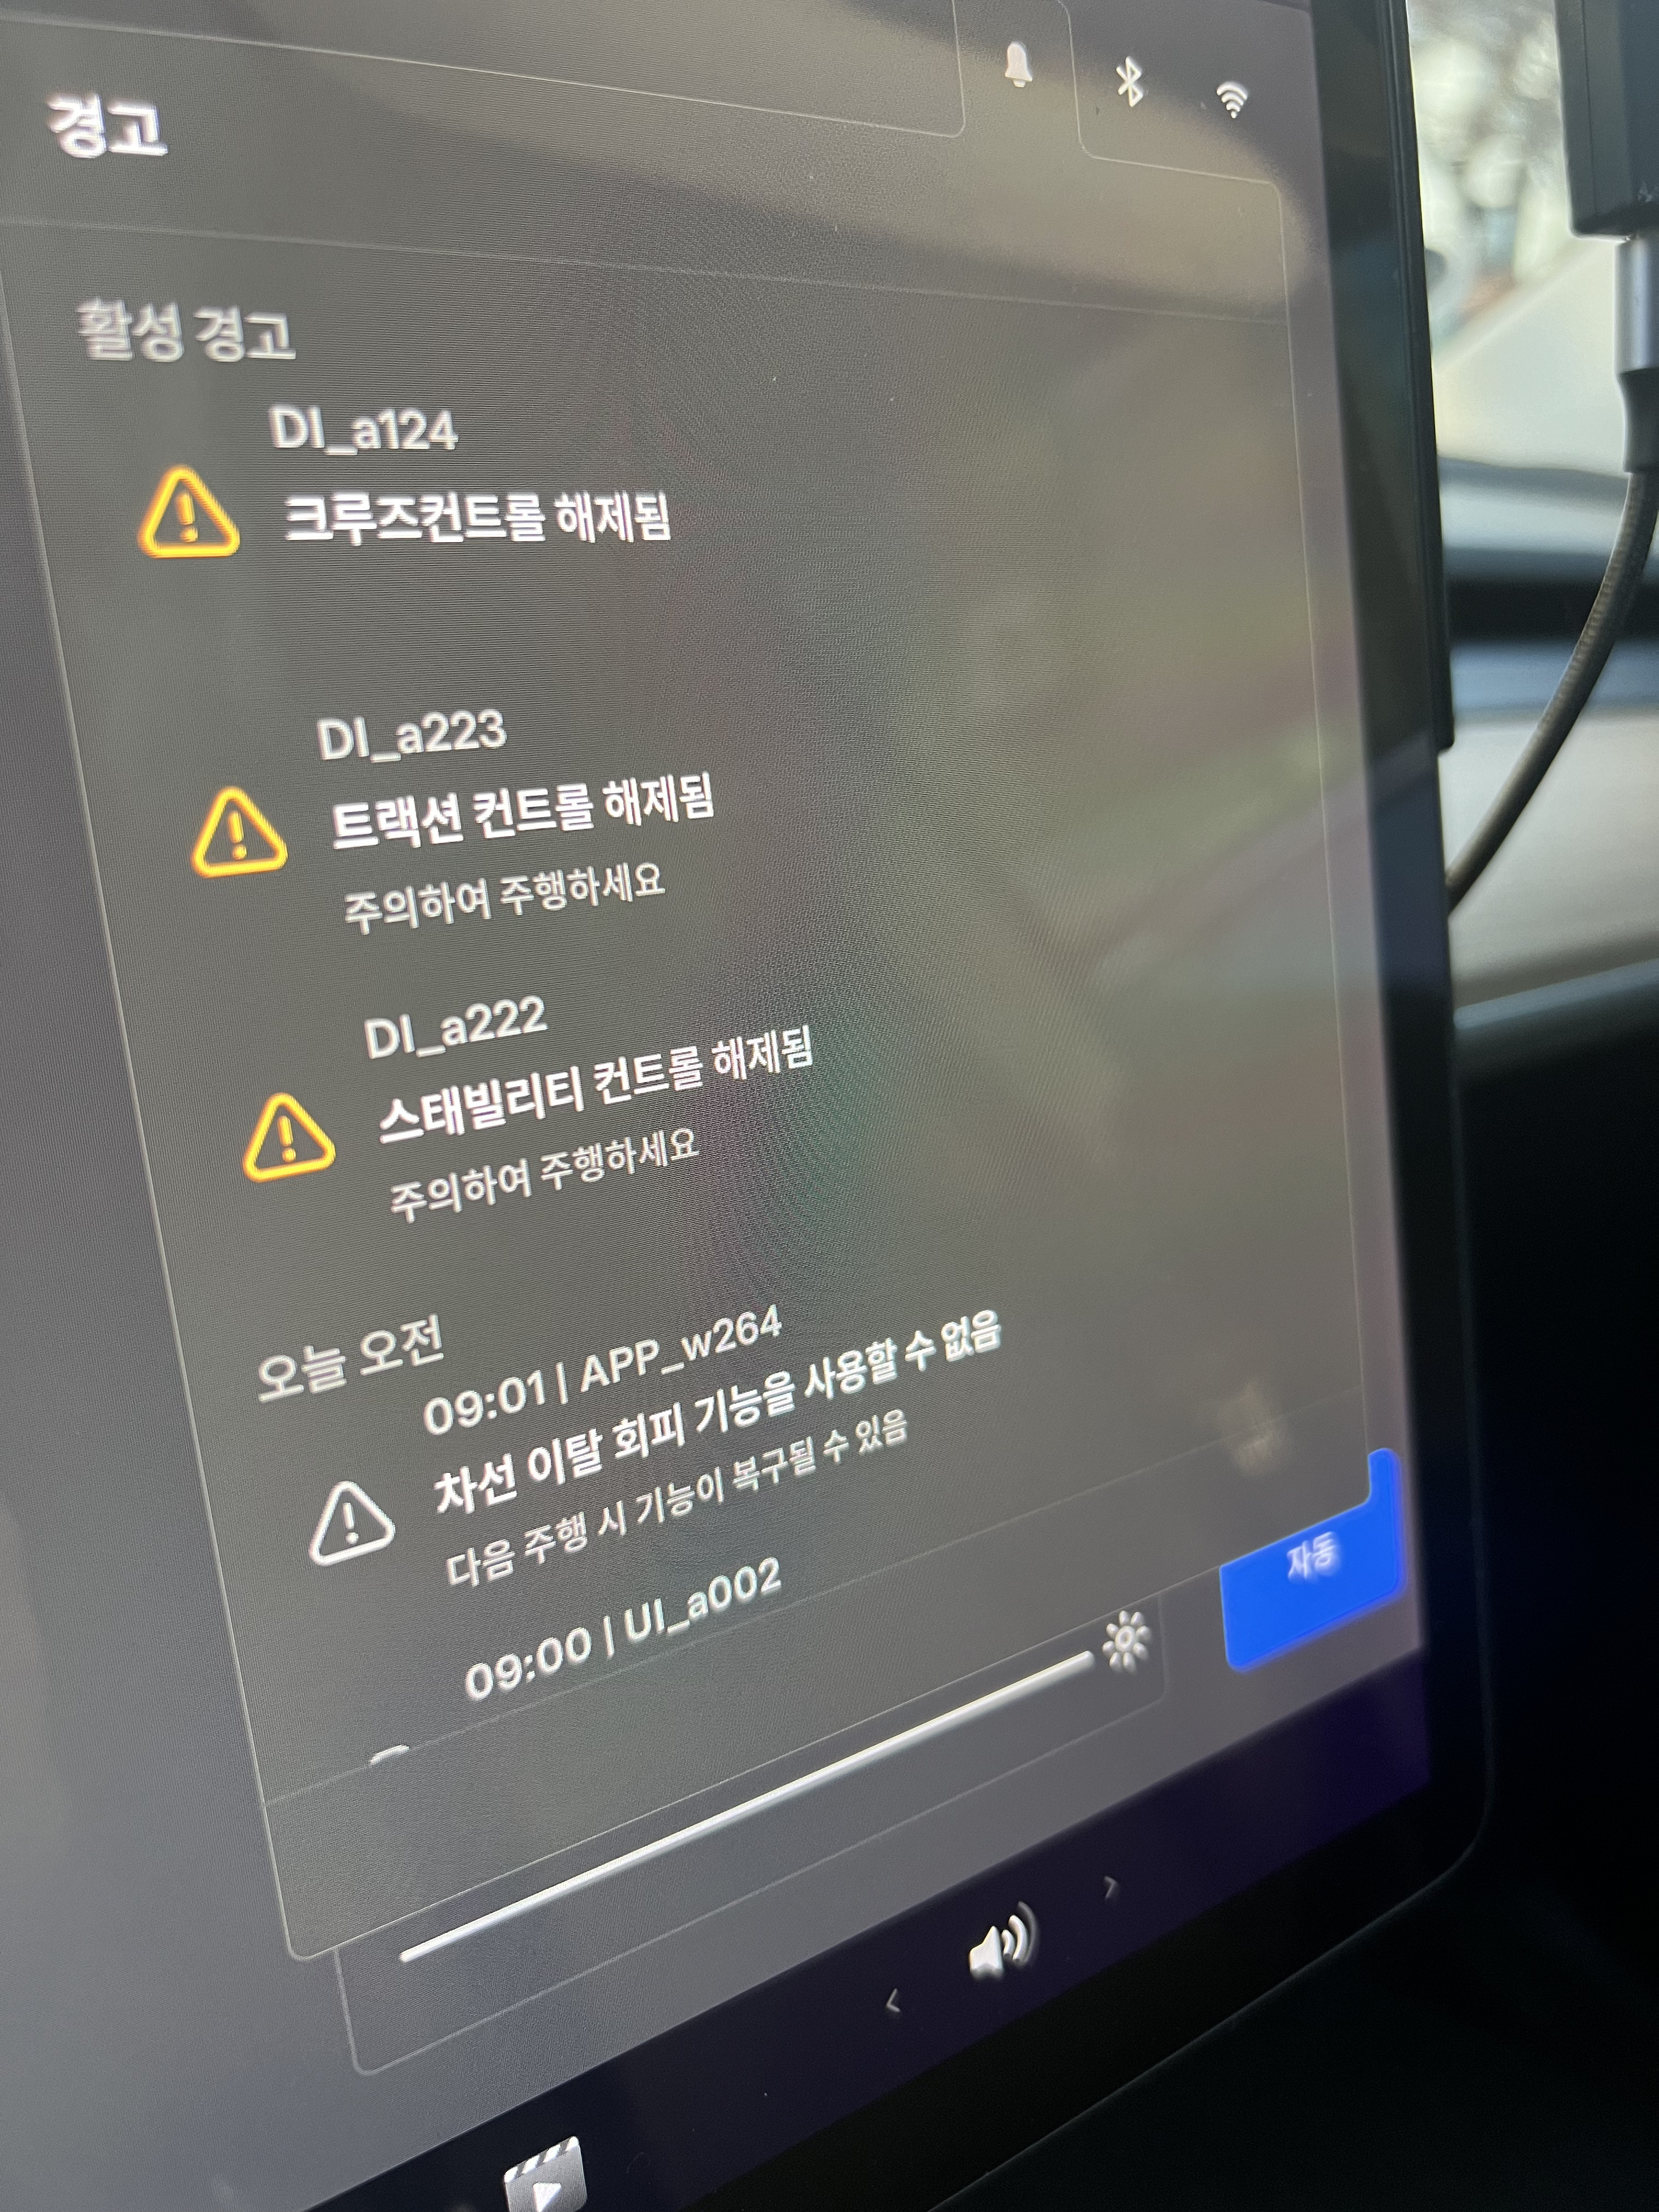 경고
활성 경고
DI_a124
크루즈컨트롤 해제됨
DI_a223
트랙션 컨트롤 해제됨
주의하여 주행하세요
DI_a222
스태빌리티 컨트롤 해제됨
주의하여 주행하세요
오늘 오전
09:01 | APP_w264
차선 이탈 회피 기능을 사용할 수 없음
다음 주행 시 기능이 복구될 수 있음
09:00 | UI_a002
자동